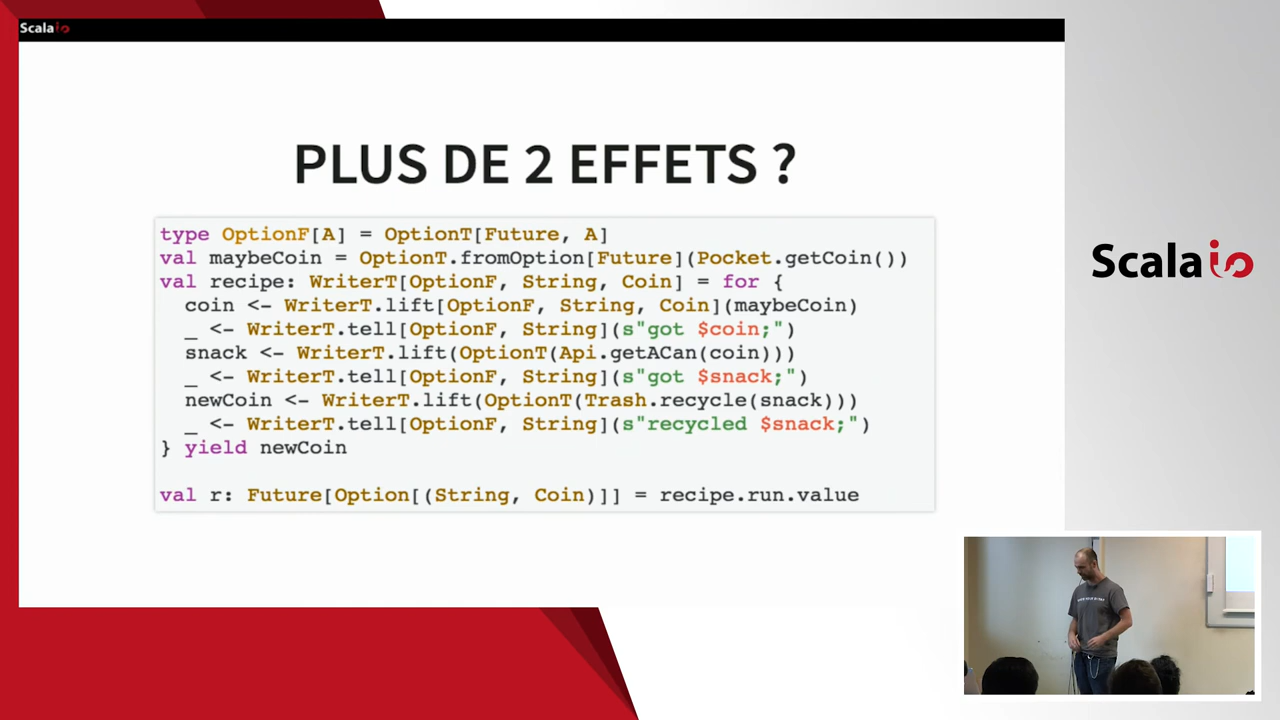 Scalaio
PLUS DE 2 EFFETS ?
type OptionF[A] = OptionT[Future, A]
val maybeCoin = OptionT.fromOption[Future](Pocket.getCoin())
val recipe: WriterT[OptionF, String, Coin] = for {
  coin <- WriterT.lift[OptionF, String, Coin](maybeCoin)
  _ <- WriterT.tell[OptionF, String](s"got $coin;")
  snack <- WriterT.lift(OptionT(Api.getACan(coin)))
  _ <- WriterT.tell[OptionF, String](s"got $snack;")
  newCoin <- WriterT.lift(OptionT(Trash.recycle(snack)))
  _ <- WriterT.tell[OptionF, String](s"recycled $snack;")
} yield newCoin
val r: Future[Option[(String, Coin)]] = recipe.run.value
Scalaio